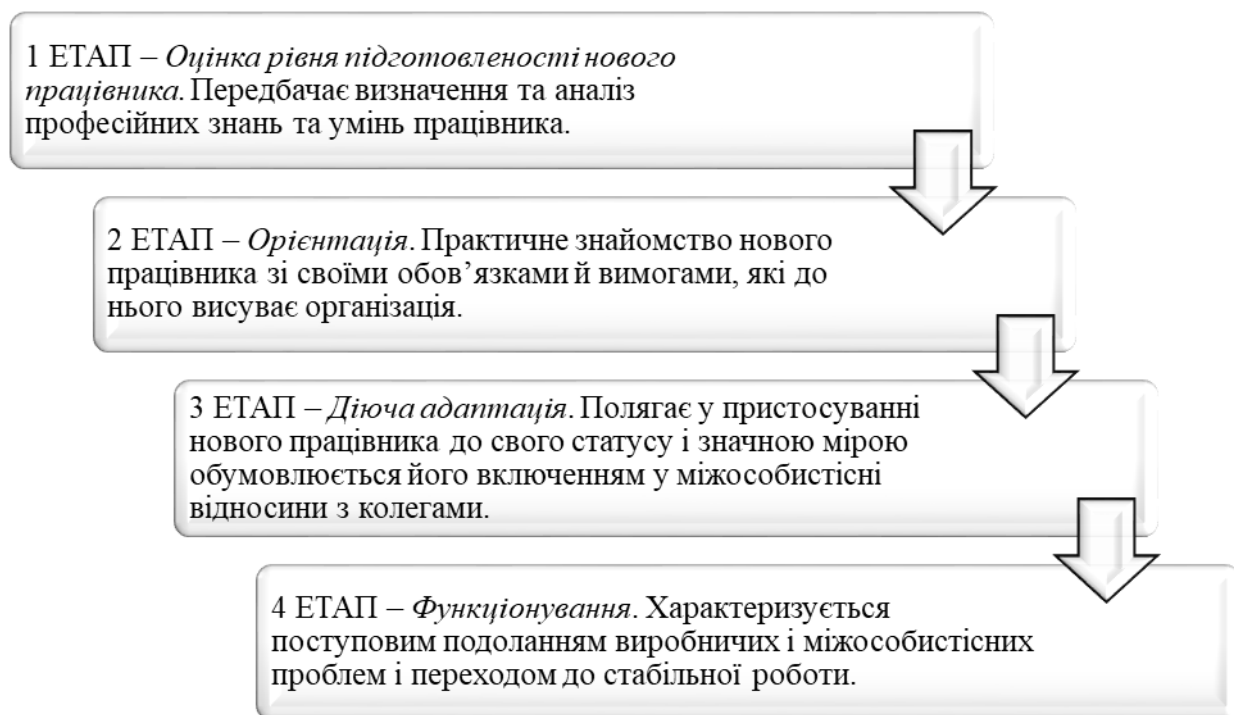 1 ЕТАП – Оцінка рівня підготовленості нового
працівника. Передбачає визначення та аналіз
професійних знань та умінь працівника.
2 ЕТАП – Орієнтація. Практичне знайомство нового
працівника зі своїми обов’язками й вимогами, які до
нього висуває організація.
3 ЕТАП – Діюча адаптація. Полягає у пристосуванні
нового працівника до свого статусу і значною мірою
обумовлюється його включенням у міжособистісні
відносини з колегами.
4 ЕТАП – Функціонування. Характеризується
поступовим подоланням виробничих і міжособистісних
проблем і переходом до стабільної роботи.